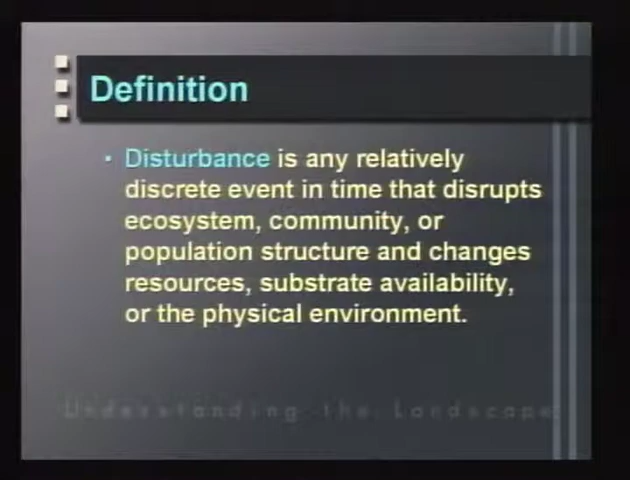 Definition
• Disturbance is any relatively
discrete event in time that disrupts
ecosystem, community, or
population structure and changes
resources, substrate availability,
or the physical environment.
Understanding the Landscape